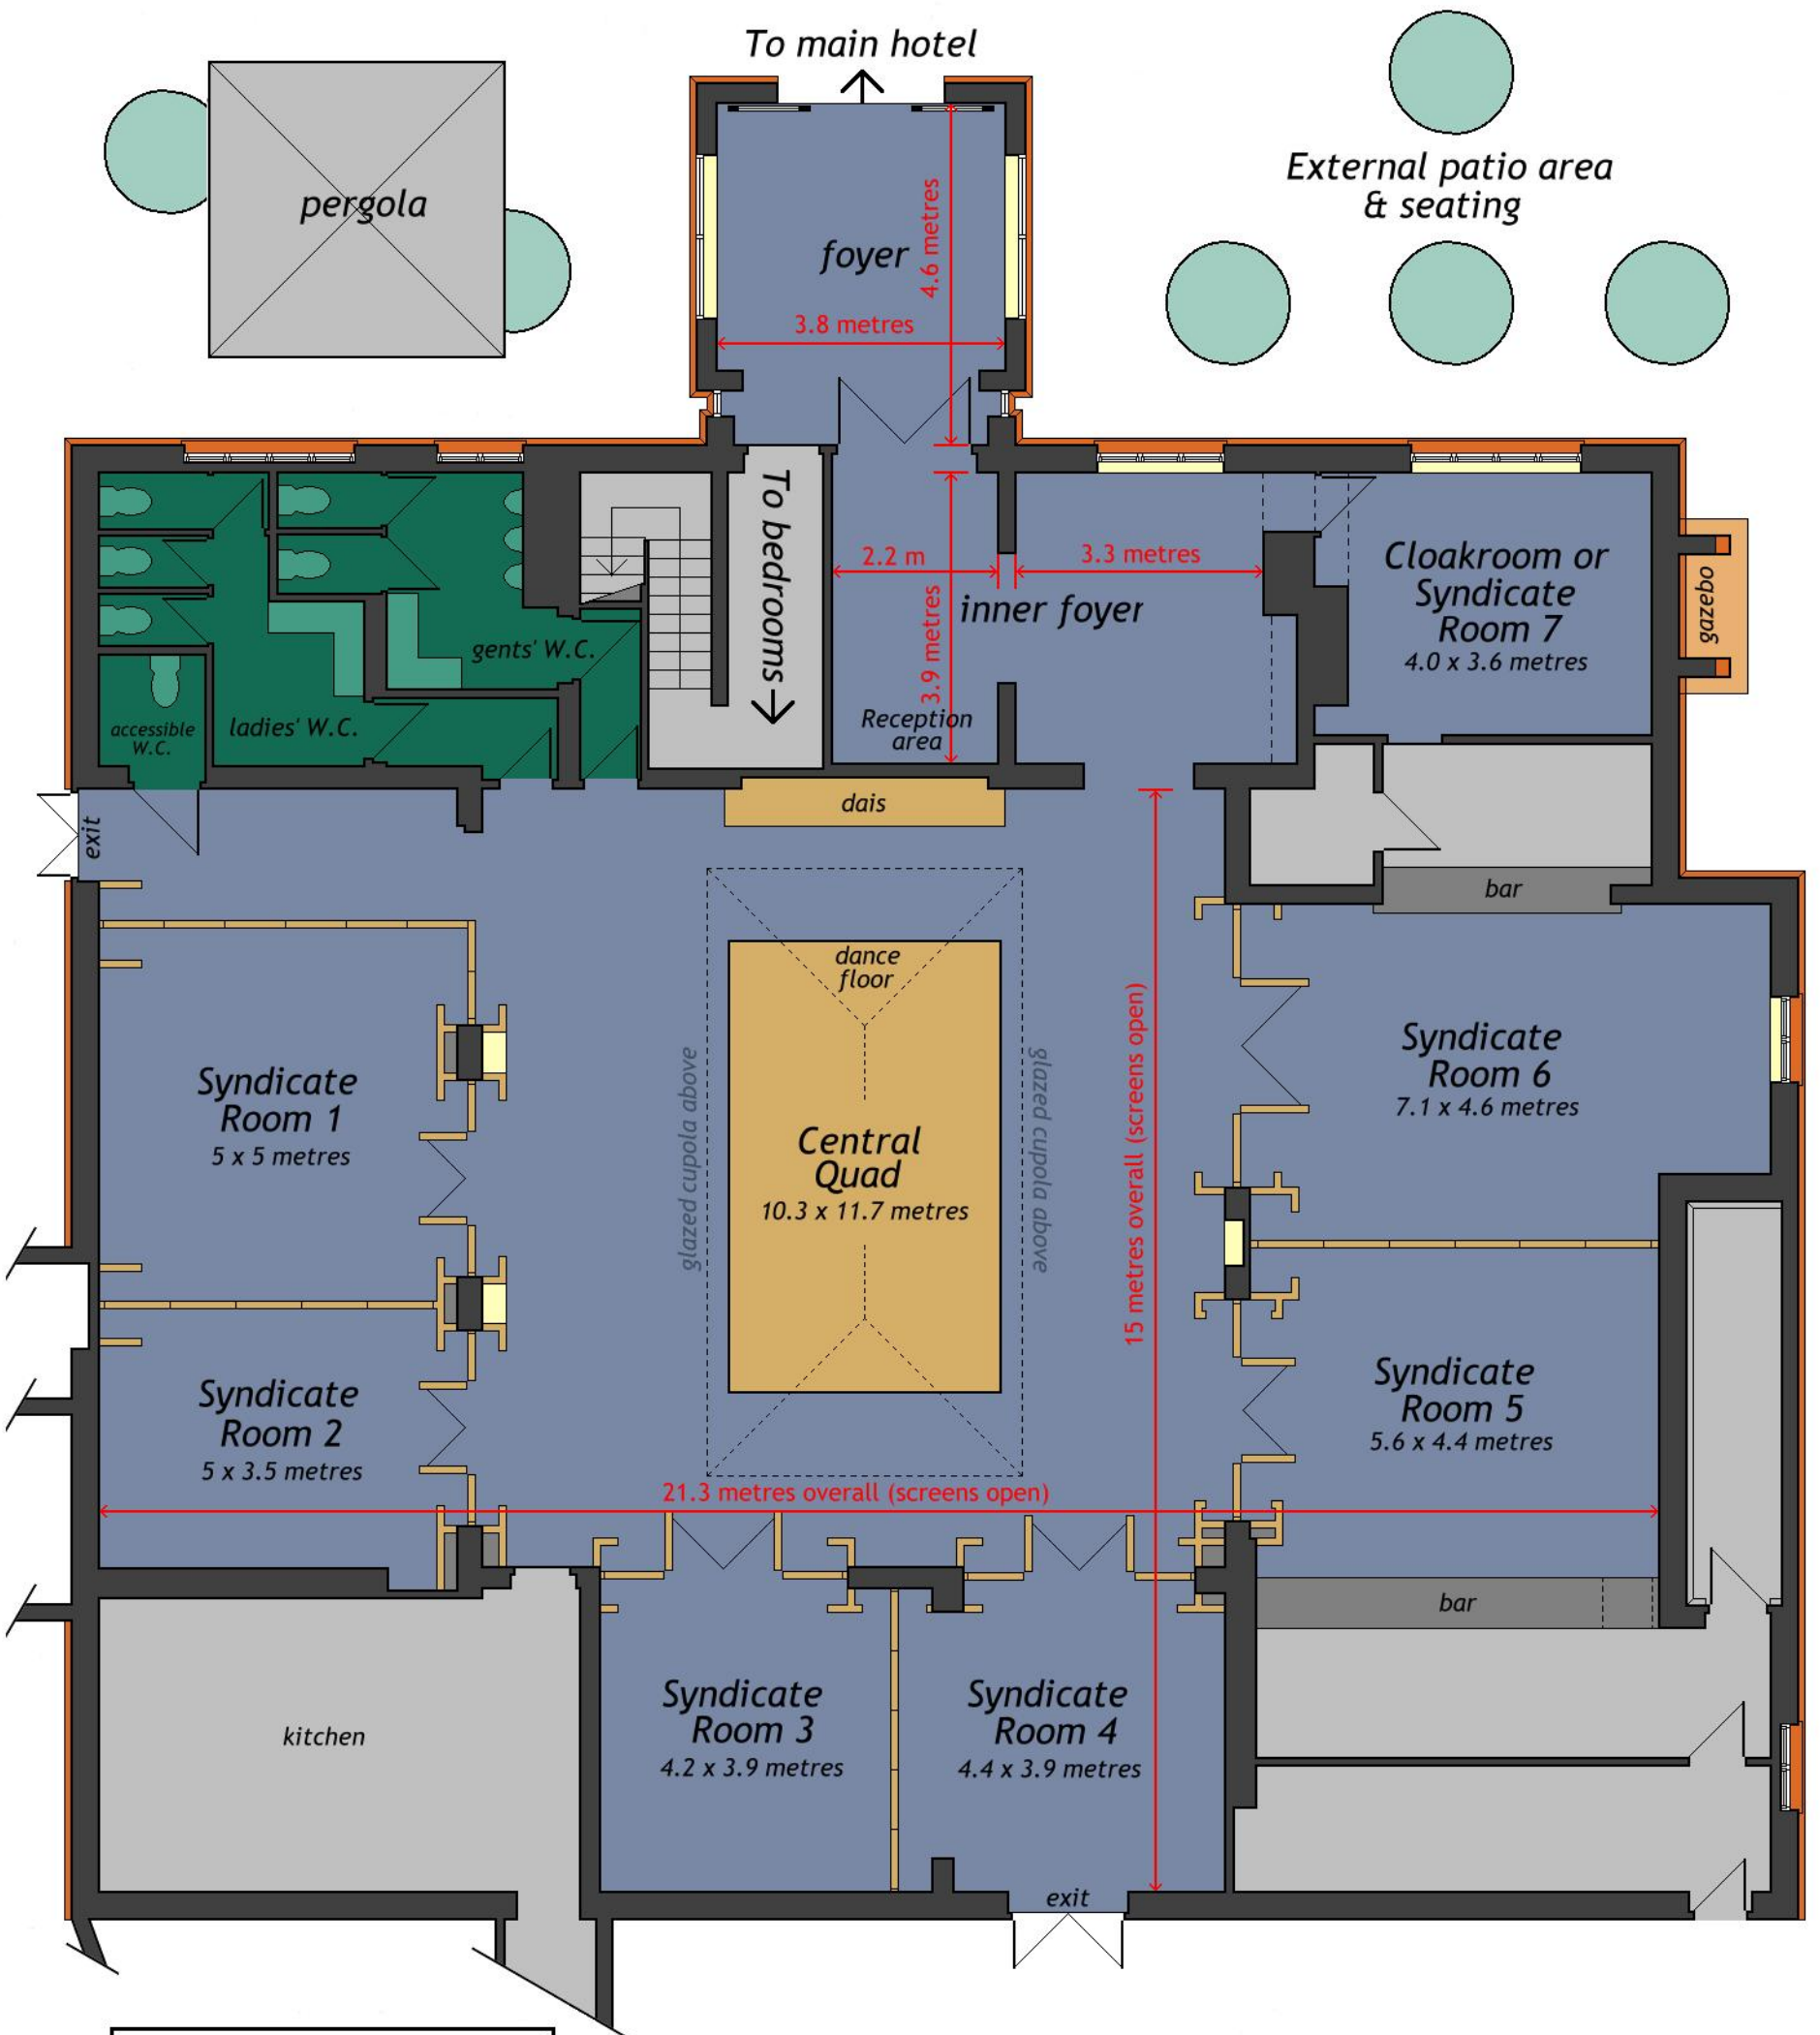 To main hotel
pergola
External patio area
& seating
foyer
4.6 metres
3.8 metres
To bedrooms
2.2 m
3.3 metres
3.9 metres
inner foyer
Reception
area
Cloakroom or
Syndicate
Room 7
4.0 x 3.6 metres
gazebo
gents' W.C.
ladies' W.C.
accessible
W.C.
exit
dais
bar
dance
floor
glazed cupola above
glazed cupola above
Central
Quad
10.3 x 11.7 metres
15 metres overall (screens open)
21.3 metres overall (screens open)
Syndicate
Room 1
5 x 5 metres
Syndicate
Room 6
7.1 x 4.6 metres
Syndicate
Room 2
5 x 3.5 metres
Syndicate
Room 5
5.6 x 4.4 metres
bar
kitchen
Syndicate
Room 3
4.2 x 3.9 metres
Syndicate
Room 4
4.4 x 3.9 metres
exit